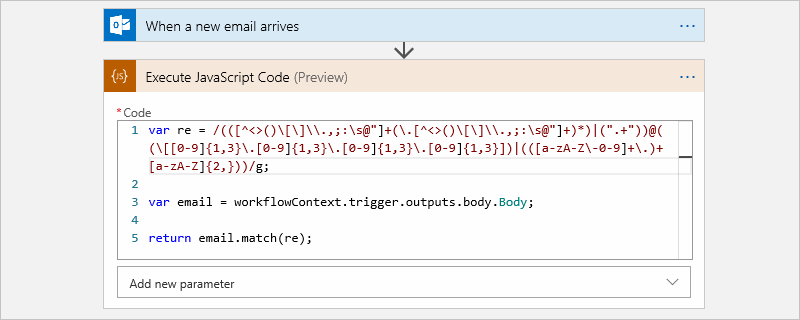 When a new email arrives
{JS}
Execute JavaScript Code (Preview)
*Code
1 var re = /(([^<>()\[\]\\.,;:\s@"]+(\.[^<>()\[\]\\.,;:\s@"]+)*)|(".+"))@(
(\[[0-9]{1,3}\.[0-9]{1,3}\.[0-9]{1,3}\.[0-9]{1,3}])|(([a-zA-Z\-0-9]+\.)+
[a-zA-Z]{2,}))/g;
2
3 var email = workflowContext.trigger.outputs.body.Body;
4
5 return email.match(re);
Add new parameter